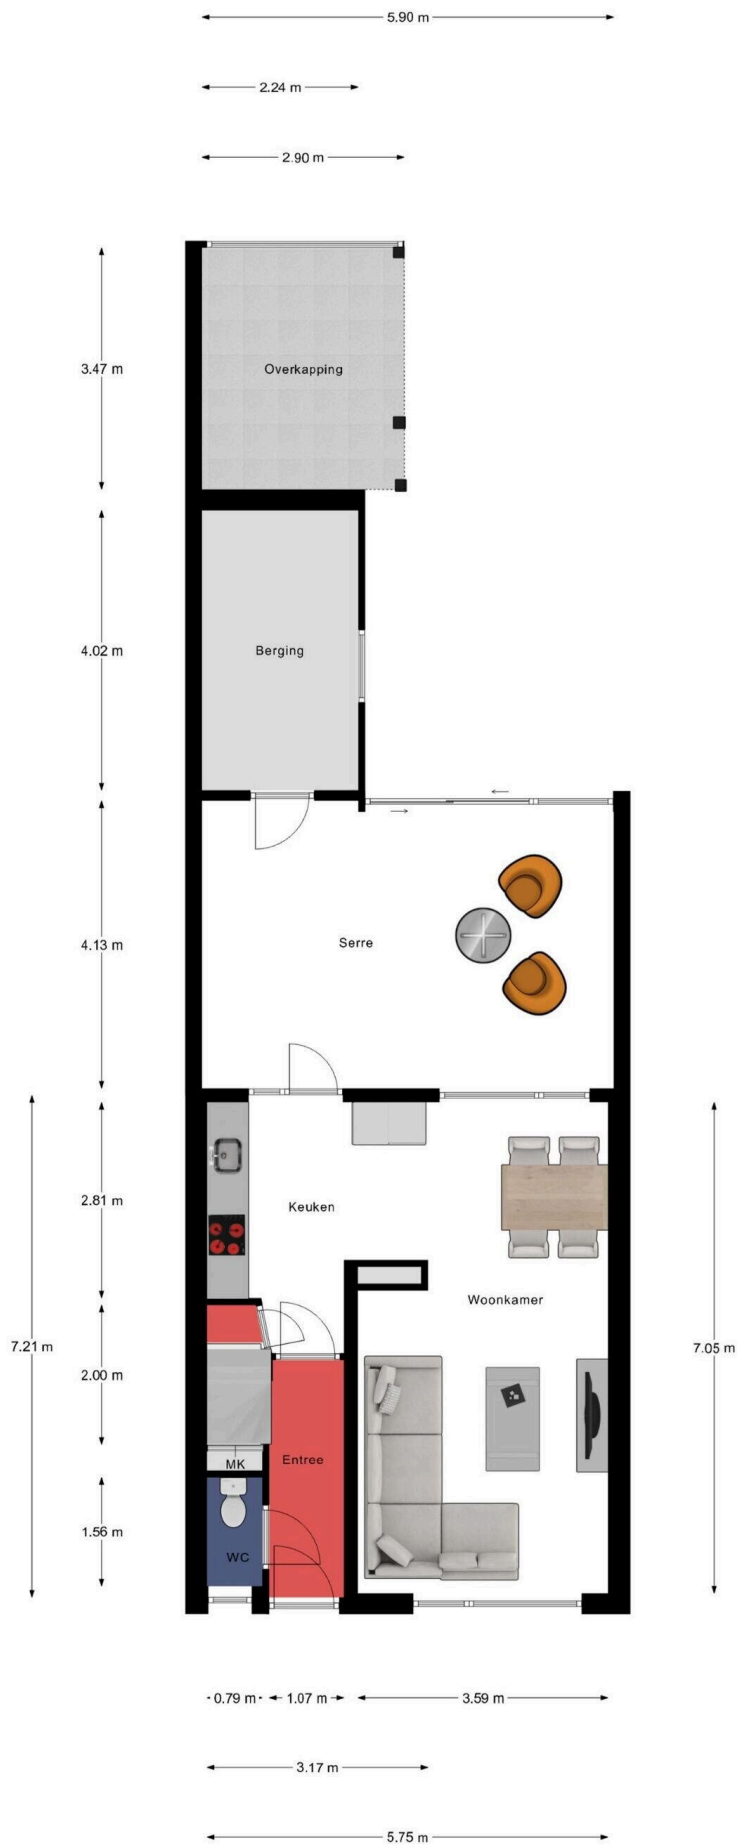 5.90 m
2.24 m
2.90 m
3.47 m
Overkapping
4.02 m
Berging
4.13 m
Serre
2.81 m
Keuken
Woonkamer
7.21 m
7.05 m
2.00 m
MK
Entree
1.56 m
WC
0.79 m
1.07 m
3.59 m
3.17 m
5.75 m